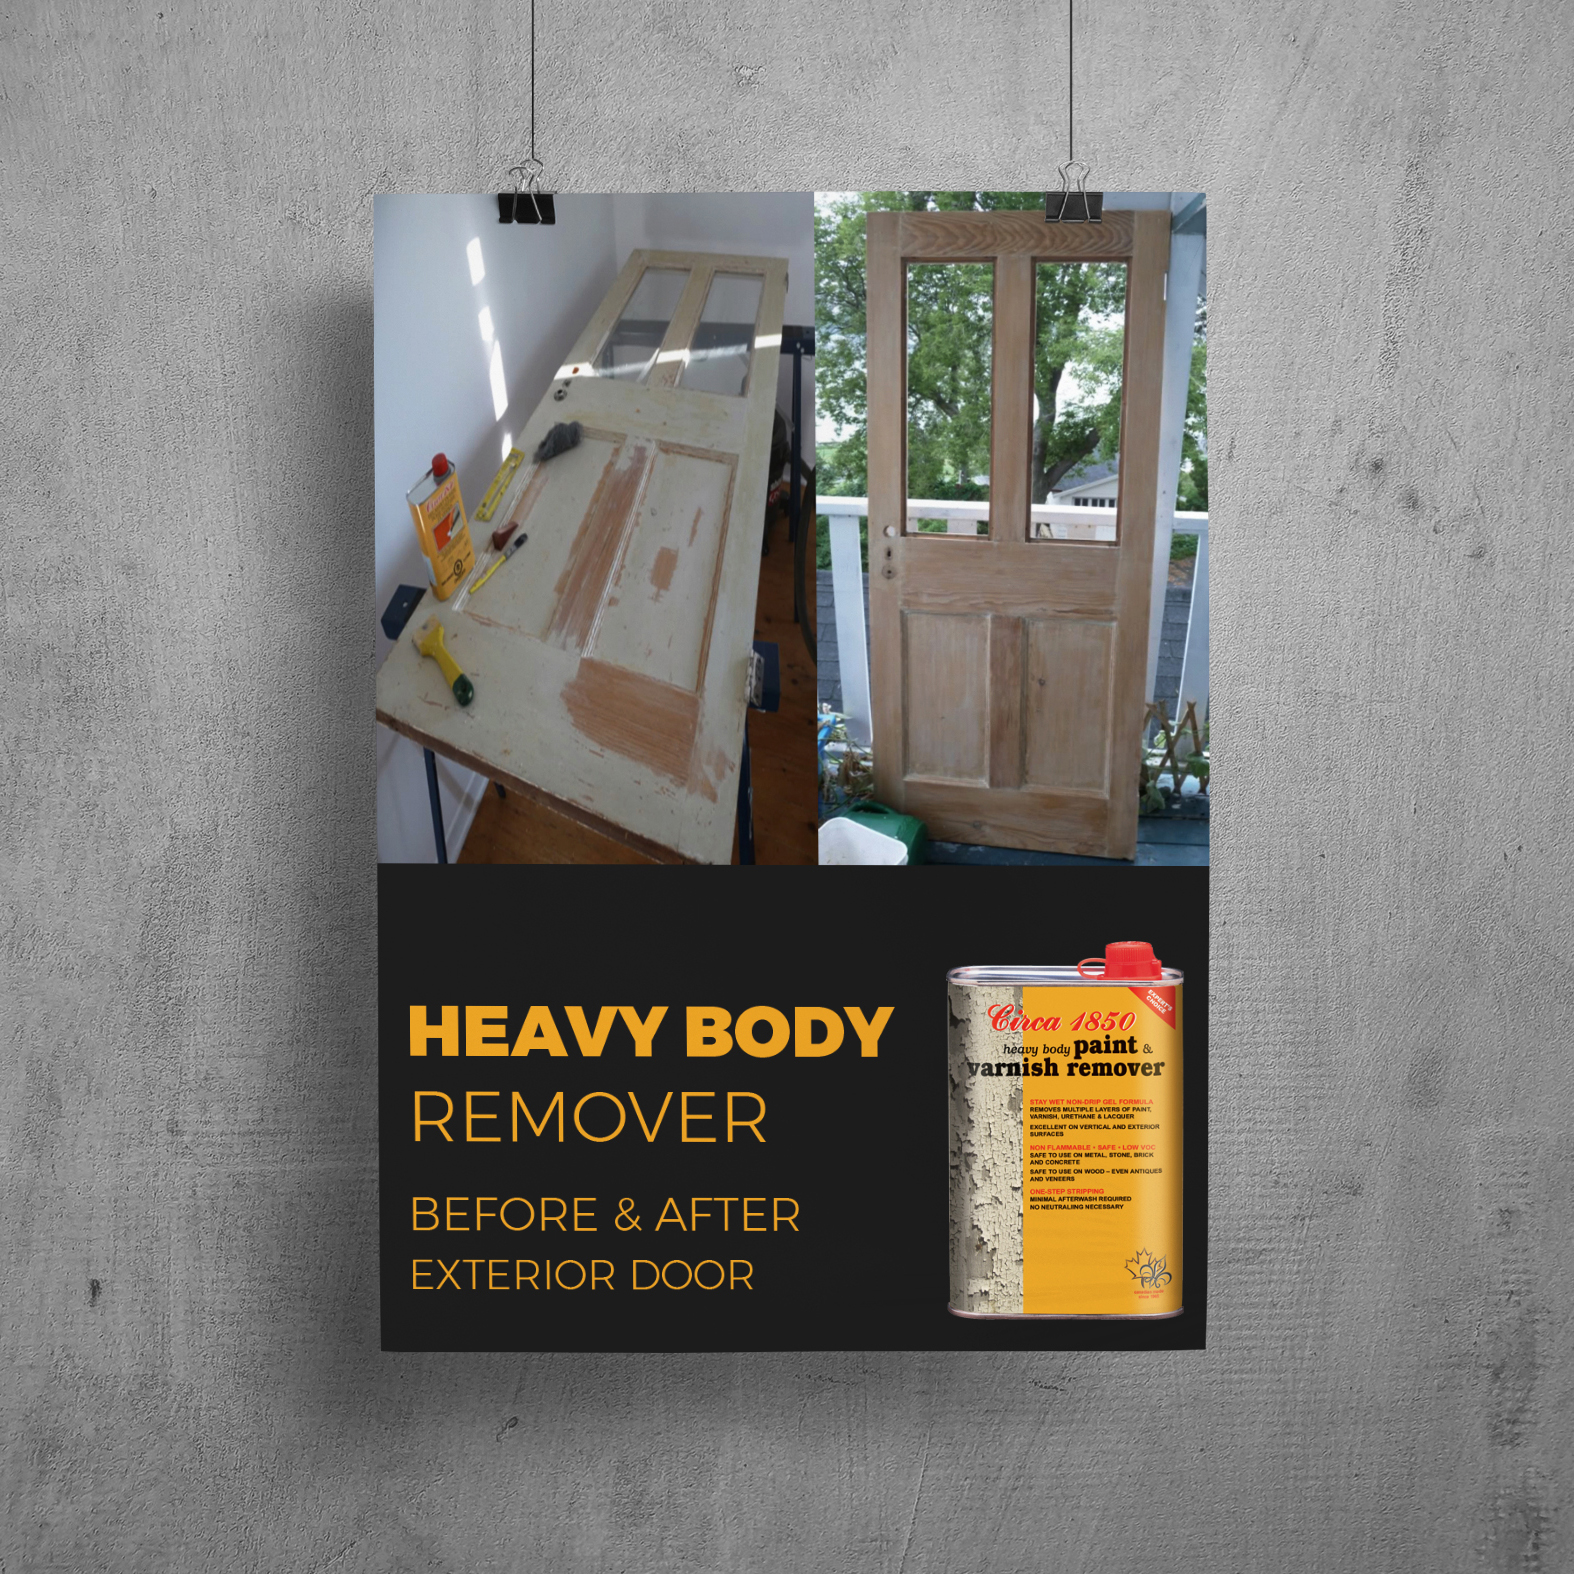 HEAVY BODY
REMOVER
BEFORE & AFTER
EXTERIOR DOOR
EXPERT'S
CHOICE
Circa 1850
heavy body paint &
varnish remover
STAY WET NON-DRIP GEL FORMULA
REMOVES MULTIPLE LAYERS OF PAINT,
VARNISH, URETHANE & LACQUER
EXCELLENT ON VERTICAL AND EXTERIOR
SURFACES
NON FLAMMABLE • SAFE • LOW VOC
SAFE TO USE ON METAL, STONE, BRICK
AND CONCRETE
SAFE TO USE ON WOOD – EVEN ANTIQUES
AND VENEERS
ONE-STEP STRIPPING
MINIMAL AFTERWASH REQUIRED
NO NEUTRALIING NECESSARY